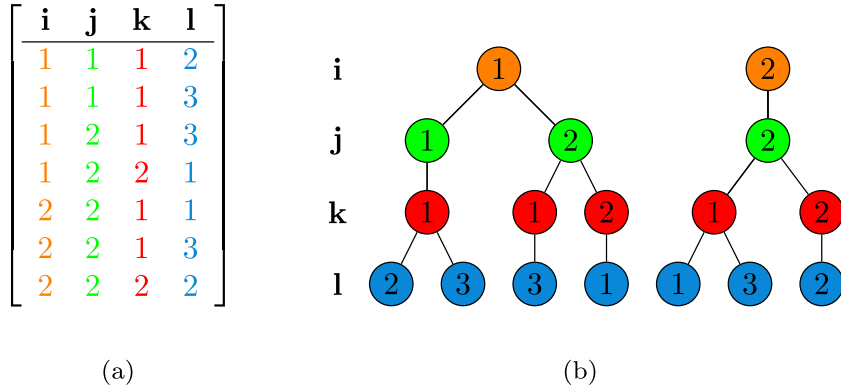 i j k l
1 1 1 2
1 1 1 3
1 2 1 3
1 2 2 1
2 2 1 1
2 2 1 3
2 2 2 2
(a)
i 1 2
j 1 2 2
k 1 1 2 1 2
l 2 3 3 1 1 3 2
(b)